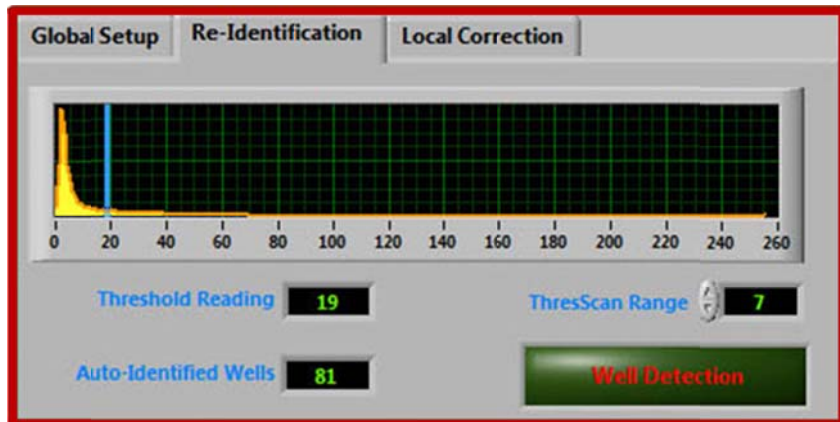 Global Setup Re-Identification Local Correction
0 20 40 60 80 100 120 140 160 180 200 220 240 260
Threshold Reading 19 ThresScan Range 7
Auto-Identified Wells 81 Well Detection